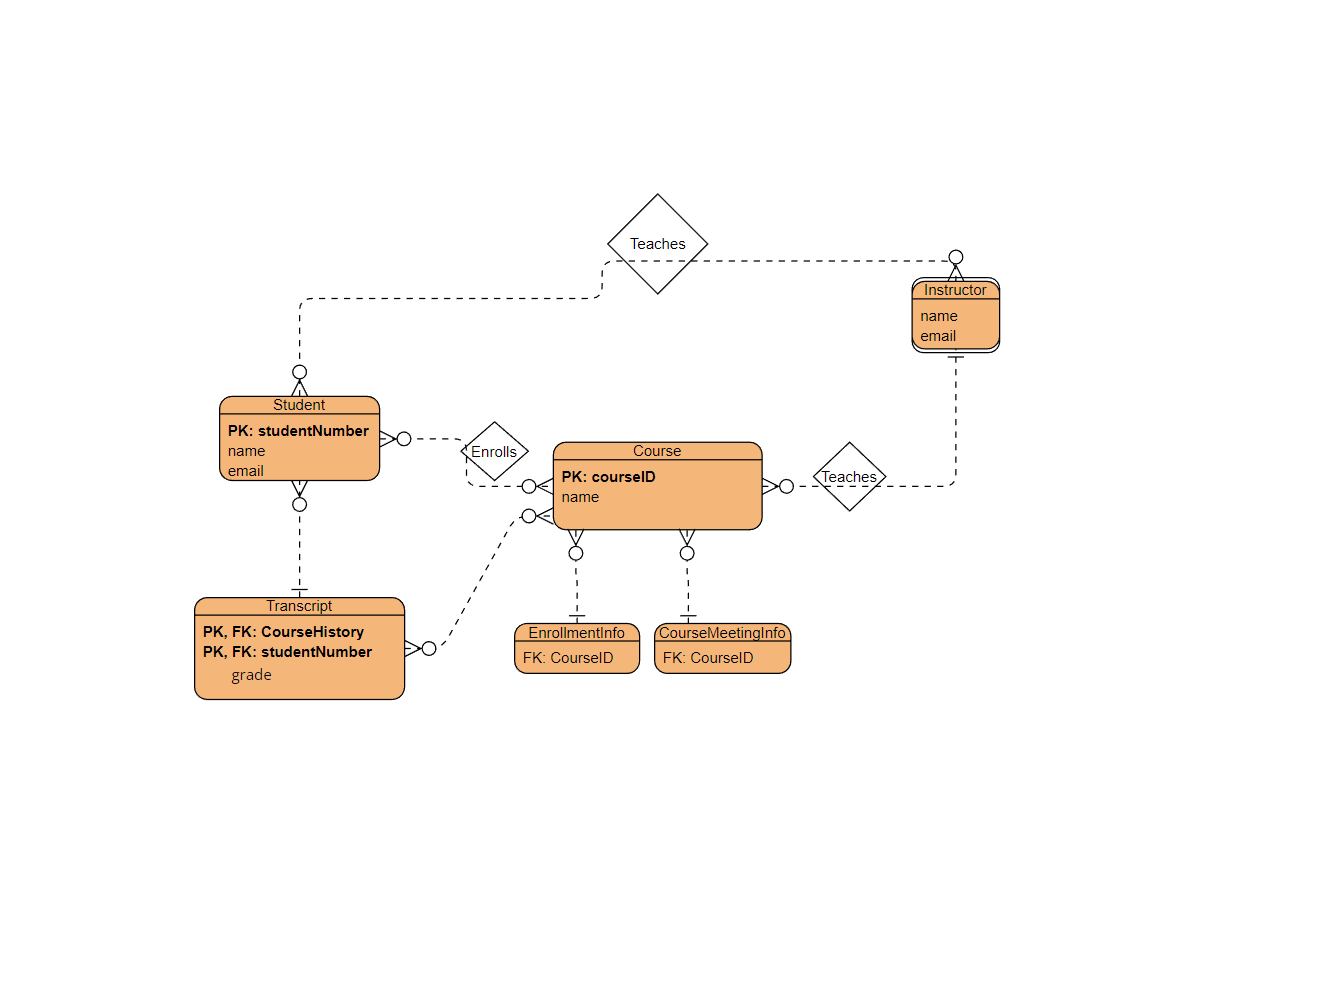 Teaches
Instructor
name
email
Student
PK: studentNumber
name
email
Enrolls
Course
PK: courseID
name
Teaches
Transcript
PK, FK: CourseHistory
PK, FK: studentNumber
grade
EnrollmentInfo
FK: CourseID
CourseMeetingInfo
FK: CourseID